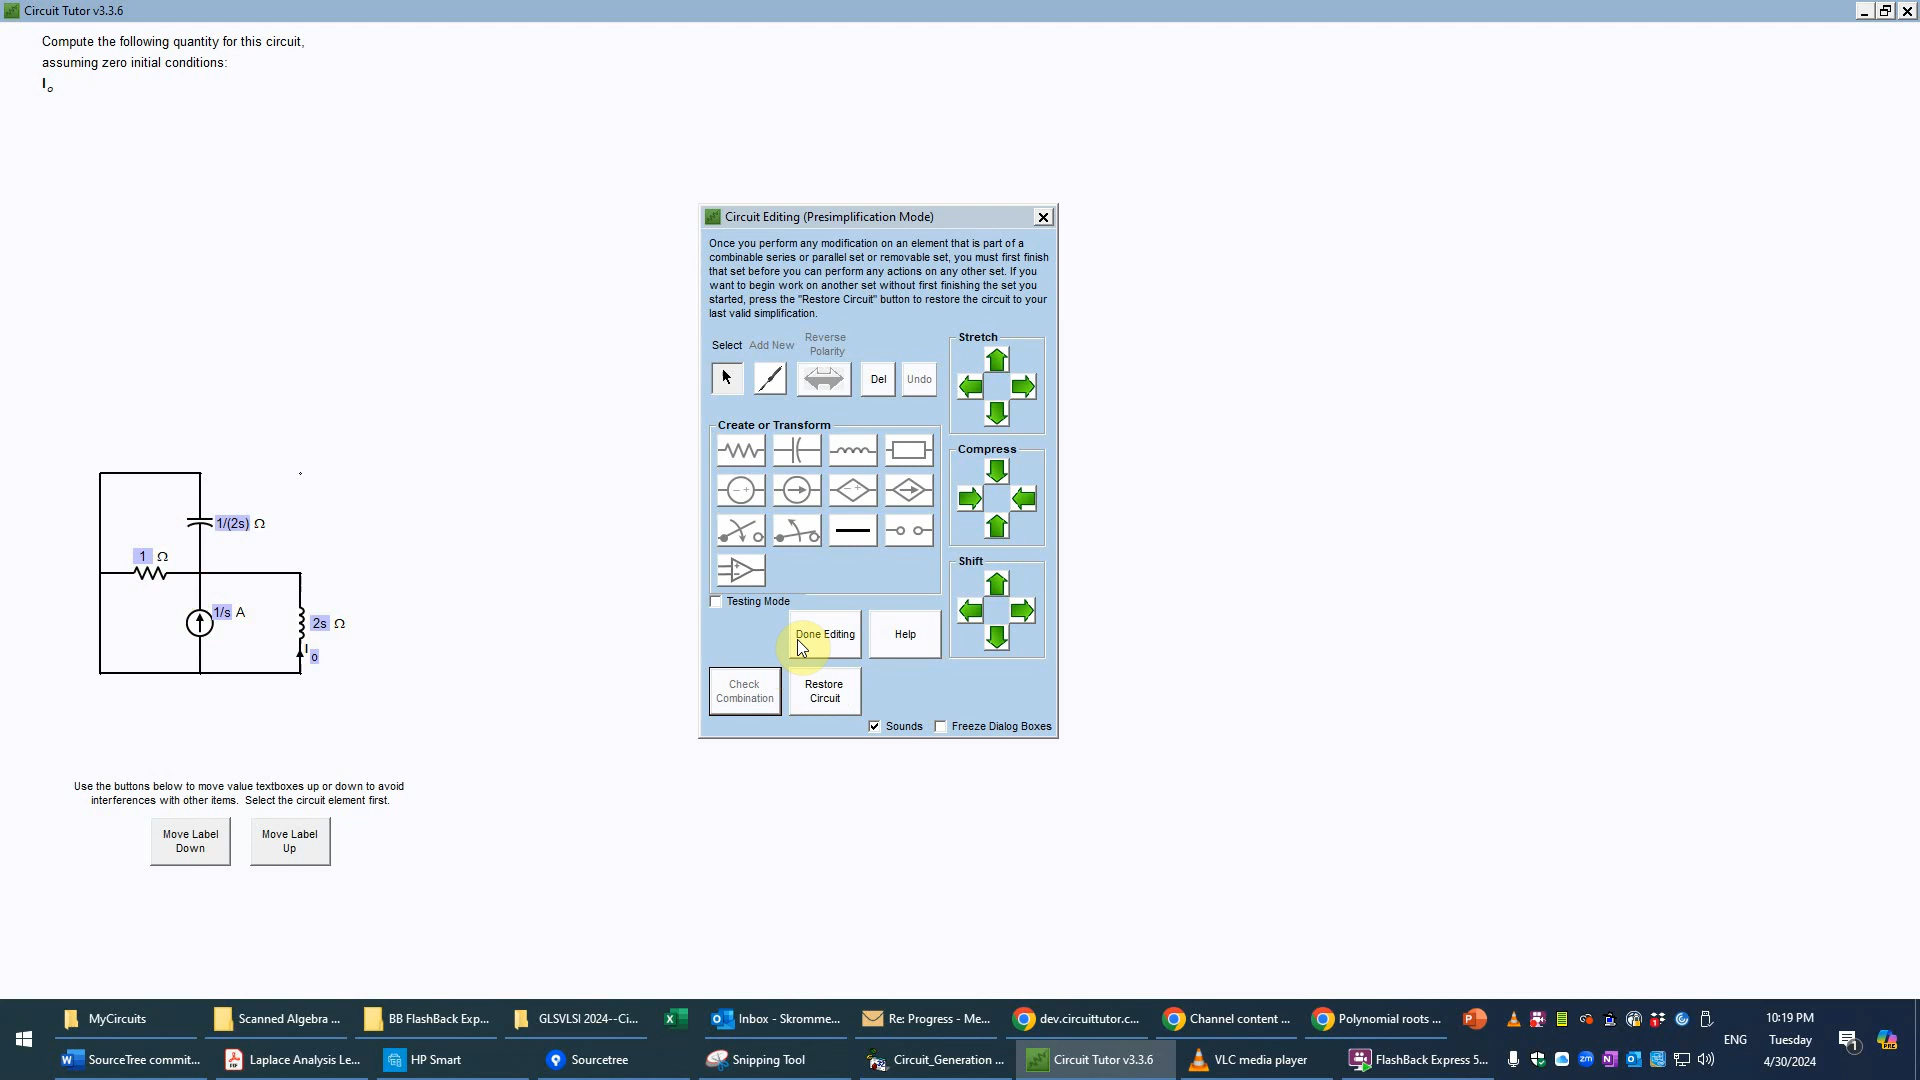 Circuit Tutor v3.3.6
Compute the following quantity for this circuit,
assuming zero initial conditions:
I o
1/(2s) Ω
1 Ω
1/s A
2s Ω
I o
Use the buttons below to move value textboxes up or down to avoid
interferences with other items. Select the circuit element first.
Move Label Down
Move Label Up
Circuit Editing (Presimplification Mode)
Once you perform any modification on an element that is part of a
combinable series or parallel set or removable set, you must first finish
that set before you can perform any actions on any other set. If you
want to begin work on another set without first finishing the set you
started, press the "Restore Circuit" button to restore the circuit to your
last valid simplification.
Select
Add New
Reverse Polarity
Del
Undo
Create or Transform
Testing Mode
Done Editing
Help
Check Combination
Restore Circuit
Sounds
Freeze Dialog Boxes
Stretch
Compress
Shift
MyCircuits
Scanned Algebra ...
BB FlashBack Exp...
GLSVLSI 2024--Ci...
Inbox - Skromme...
Re: Progress - Me...
dev.circuittutor.c...
Channel content ...
Polynomial roots ...
SourceTree commit...
Laplace Analysis Le...
HP Smart
Sourcetree
Snipping Tool
Circuit_Generation ...
Circuit Tutor v3.3.6
VLC media player
FlashBack Express 5...
ENG
10:19 PM
Tuesday
4/30/2024